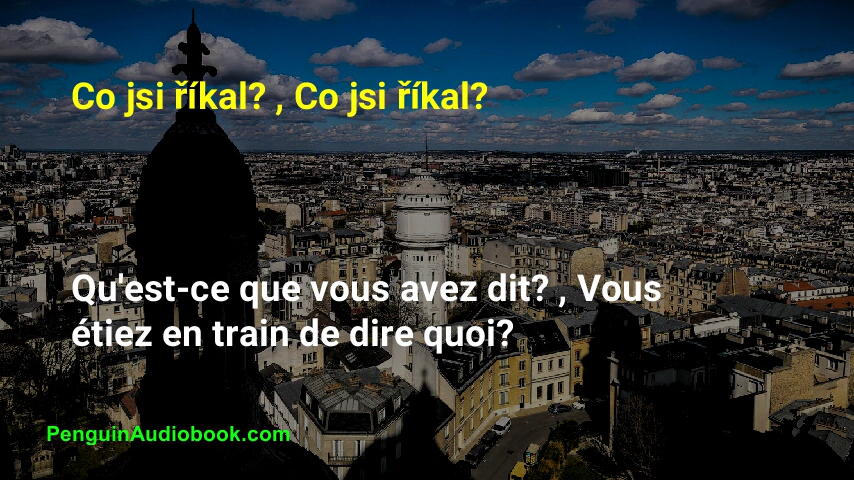 Co jsi říkal? , Co jsi říkal?
Qu'est-ce que vous avez dit? , Vous
étiez en train de dire quoi?
PenguinAudiobook.com